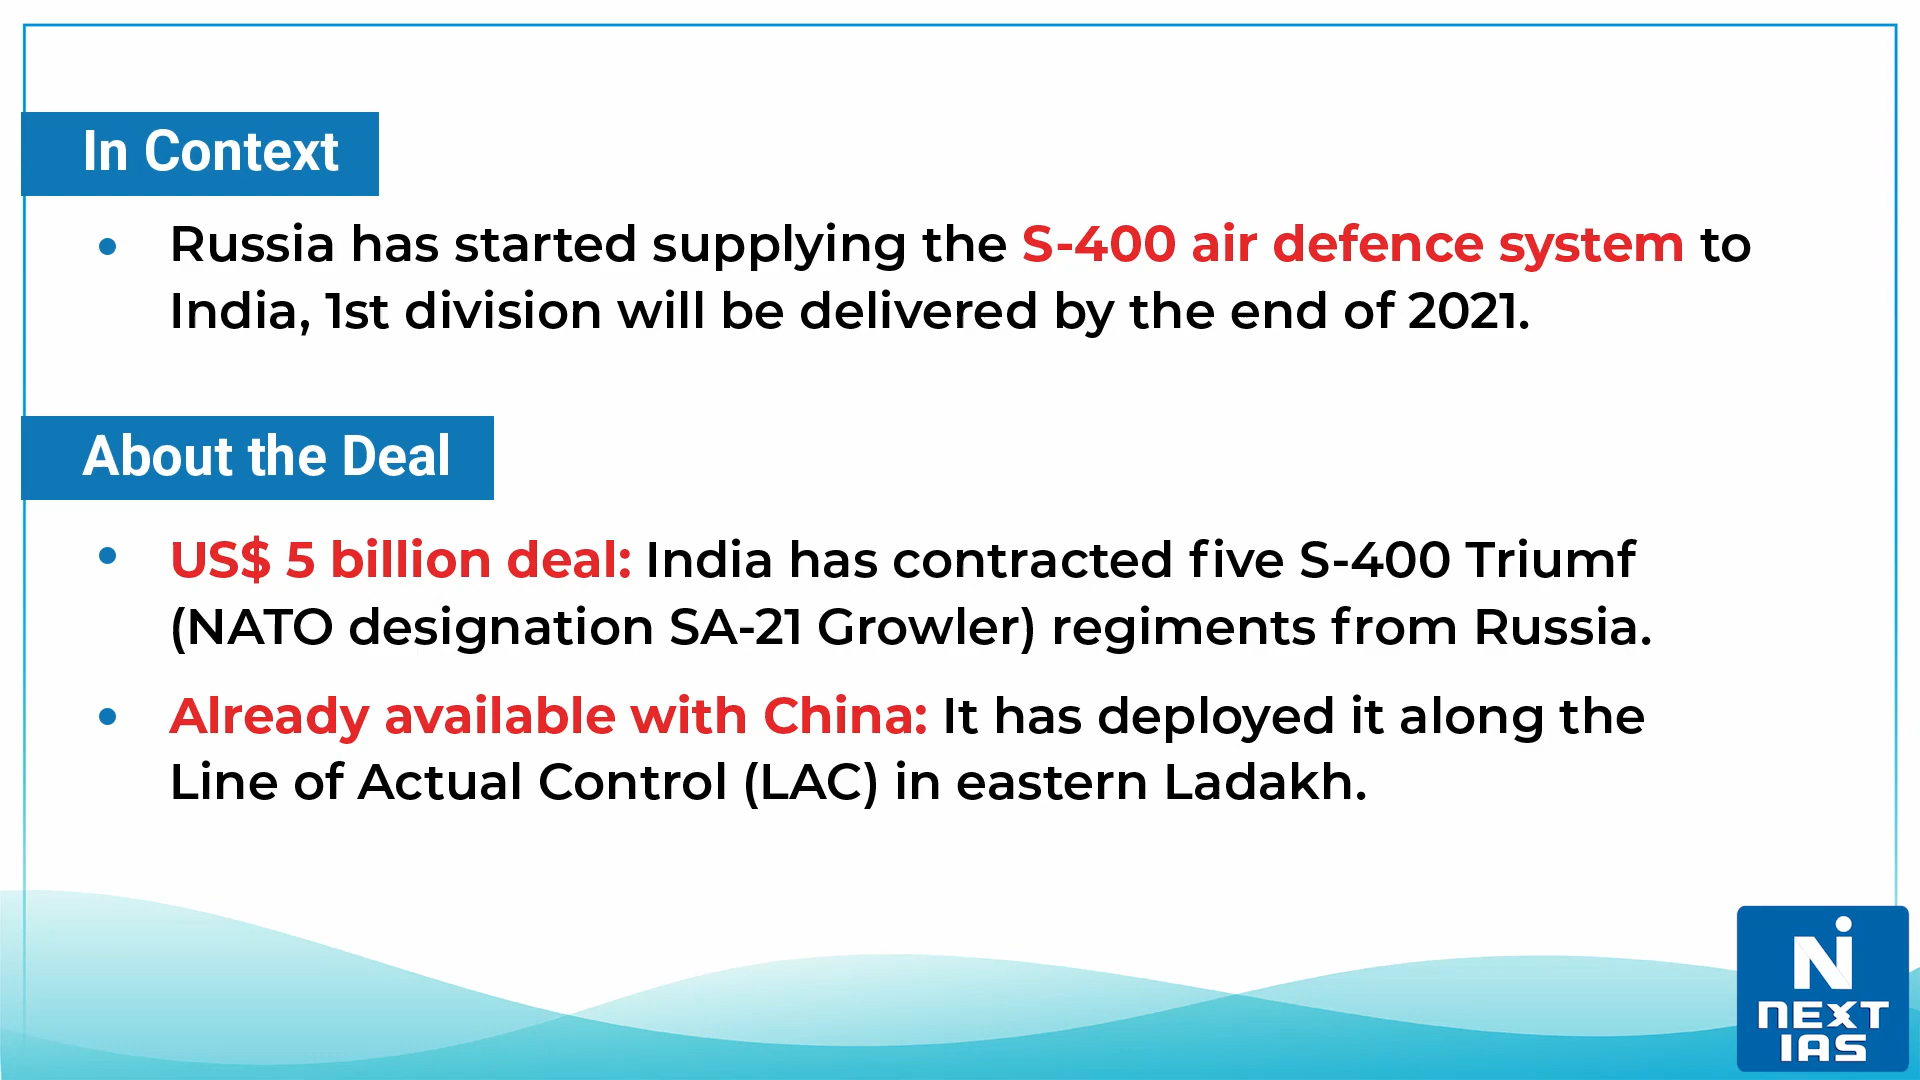 In Context
• Russia has started supplying the S-400 air defence system to
India, 1st division will be delivered by the end of 2021.
About the Deal
• US$ 5 billion deal: India has contracted five S-400 Triumf
(NATO designation SA-21 Growler) regiments from Russia.
• Already available with China: It has deployed it along the
Line of Actual Control (LAC) in eastern Ladakh.
N
NEXT
IAS